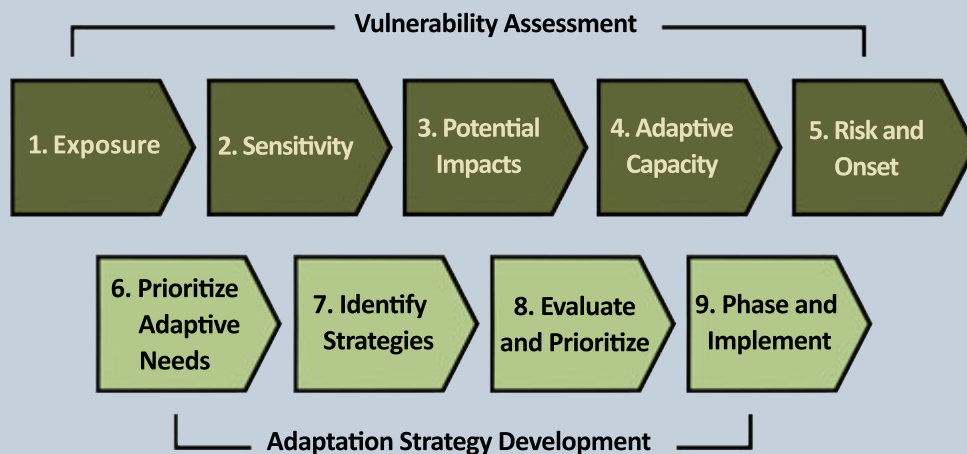 Vulnerability Assessment
1. Exposure
2. Sensitivity
3. Potential
Impacts
4. Adaptive
Capacity
5. Risk and
Onset
6. Prioritize
Adaptive
Needs
7. Identify
Strategies
8. Evaluate
and Prioritize
9. Phase and
Implement
Adaptation Strategy Development